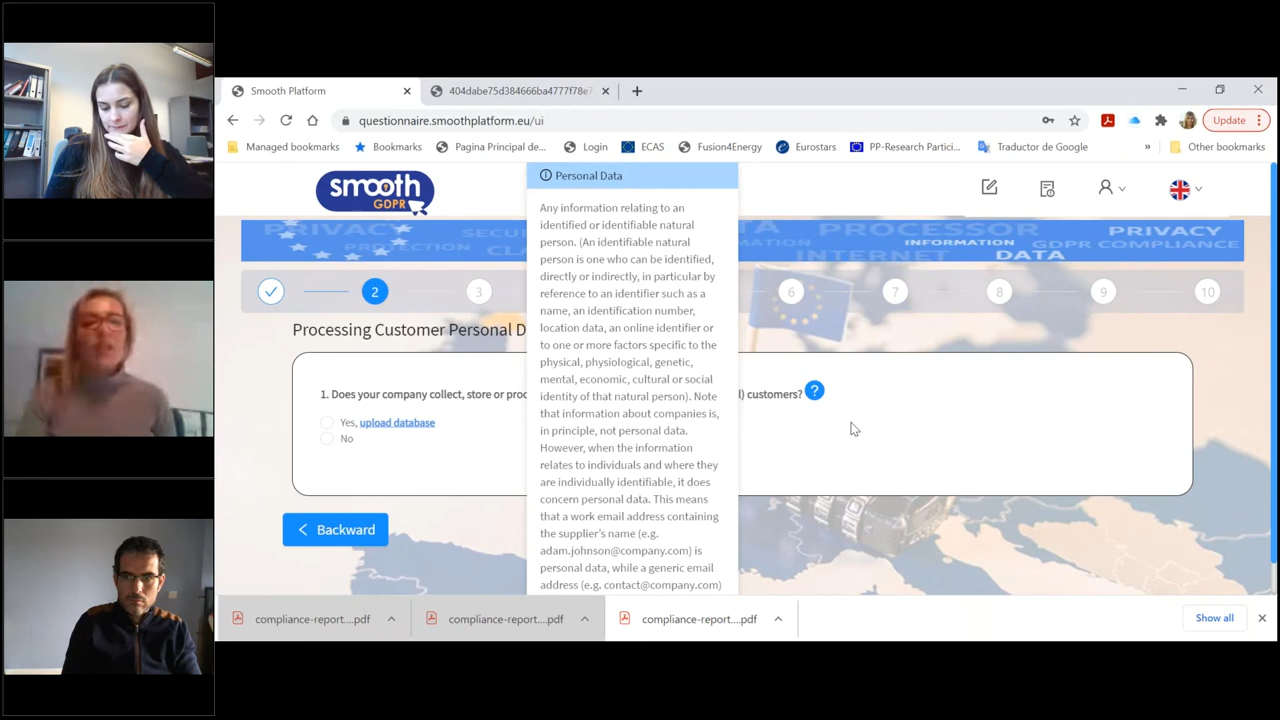 Smooth Platform
404dabe75d384666ba4777f78e7
questionnaire.smoothplatform.eu/ui
Update
Managed bookmarks
Bookmarks
Pagina Principal de...
Login
ECAS
Fusion4Energy
Eurostars
PP-Research Partici...
Traductor de Google
»
Other bookmarks
smooth
GDPR
Personal Data
Any information relating to an
identified or identifiable natural
person. (An identifiable natural
person is one who can be identified,
directly or indirectly, in particular by
reference to an identifier such as a
name, an identification number,
location data, an online identifier or
to one or more factors specific to the
physical, physiological, genetic,
mental, economic, cultural or social
identity of that natural person). Note
that information about companies is,
in principle, not personal data.
However, when the information
relates to individuals and where they
are individually identifiable, it does
concern personal data. This means
that a work email address containing
the supplier's name (e.g.
adam.johnson@company.com) is
personal data, while a generic email
address (e.g. contact@company.com)
PRIVACY
PROTECTION
PROCESSOR
INFORMATION
INTERNET
DATA
PRIVACY
GDPR COMPLIANCE
2
3
6
7
8
9
10
Processing Customer Personal D
1. Does your company collect, store or proc
) customers? ?
Yes, upload database
No
Backward
compliance-report....pdf
compliance-report....pdf
compliance-report....pdf
Show all